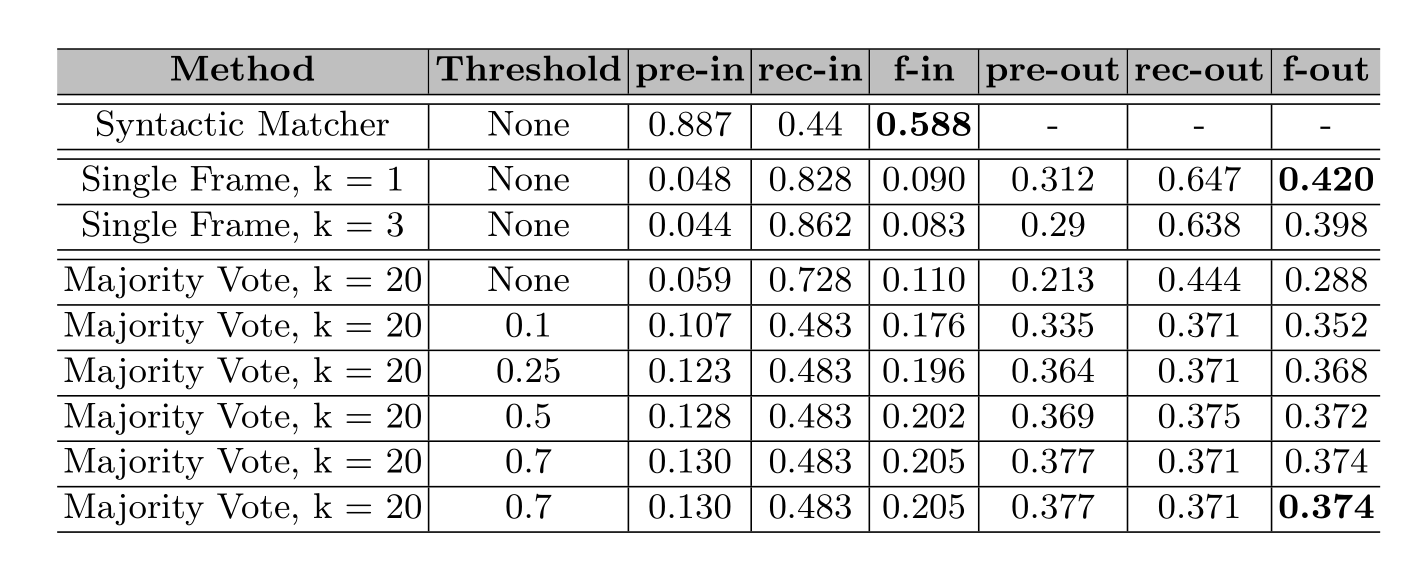 Method Threshold pre-in rec-in f-in pre-out rec-out f-out
Syntactic Matcher None 0.887 0.44 0.588 - - -
Single Frame, k = 1 None 0.048 0.828 0.090 0.312 0.647 0.420
Single Frame, k = 3 None 0.044 0.862 0.083 0.29 0.638 0.398
Majority Vote, k = 20 None 0.059 0.728 0.110 0.213 0.444 0.288
Majority Vote, k = 20 0.1 0.107 0.483 0.176 0.335 0.371 0.352
Majority Vote, k = 20 0.25 0.123 0.483 0.196 0.364 0.371 0.368
Majority Vote, k = 20 0.5 0.128 0.483 0.202 0.369 0.375 0.372
Majority Vote, k = 20 0.7 0.130 0.483 0.205 0.377 0.371 0.374
Majority Vote, k = 20 0.7 0.130 0.483 0.205 0.377 0.371 0.374